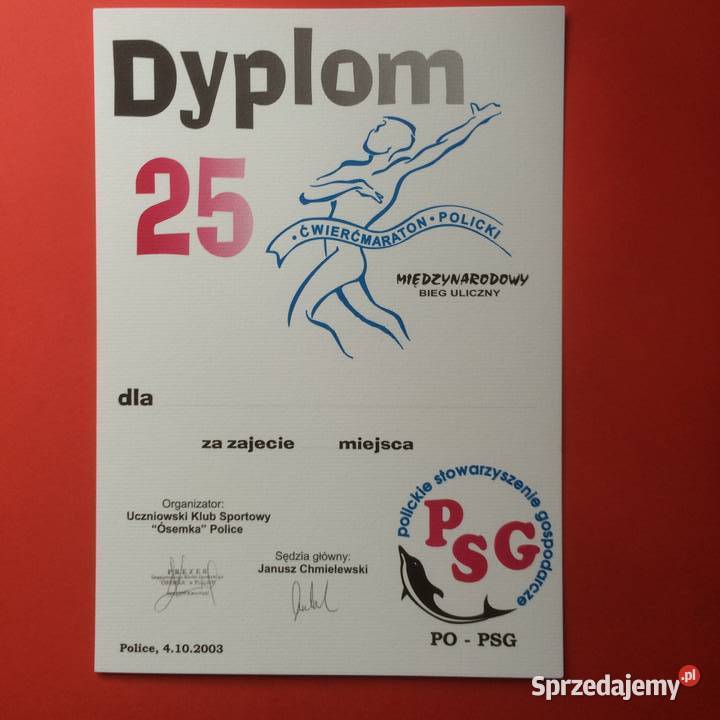 Dyplom
25
• ĆWIERĆMARATON • POLICKI
MIĘDZYNARODOWY
BIEG ULICZNY
dla
za zajecie miejsca
Organizator:
Uczniowski Klub Sportowy
"Ósemka" Police
PREZES
Sędzia główny:
Janusz Chmielewski
Police, 4.10.2003
polickie stowarzyszenie gospodarcze
PSG
PO - PSG
Sprzedajemy.pl